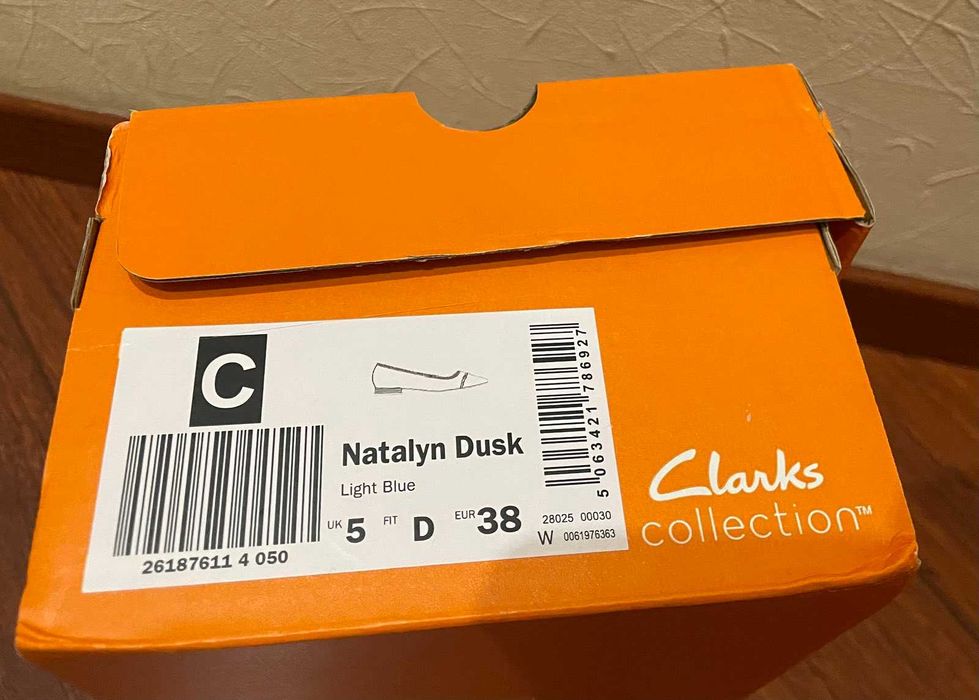 C
Natalyn Dusk
Light Blue
UK 5 FIT D EUR 38
26187611 4 050
5 063421 786927
28025 00030
W 0061976363
Clarks
collection™